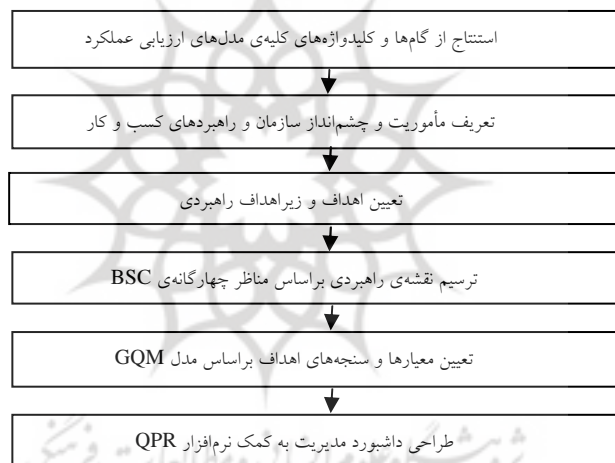 استنتاج از گام‌ها و کلیدواژه‌های کلیه‌ی مدل‌های ارزیابی عملکرد
تعریف مأموریت و چشم‌انداز سازمان و راهبردهای کسب و کار
تعیین اهداف و زیراهداف راهبردی
ترسیم نقشه‌ی راهبردی براساس مناظر چهارگانه‌ی BSC
تعیین معیارها و سنجه‌های اهداف براساس مدل GQM
طراحی داشبورد مدیریت به کمک نرم‌افزار QPR